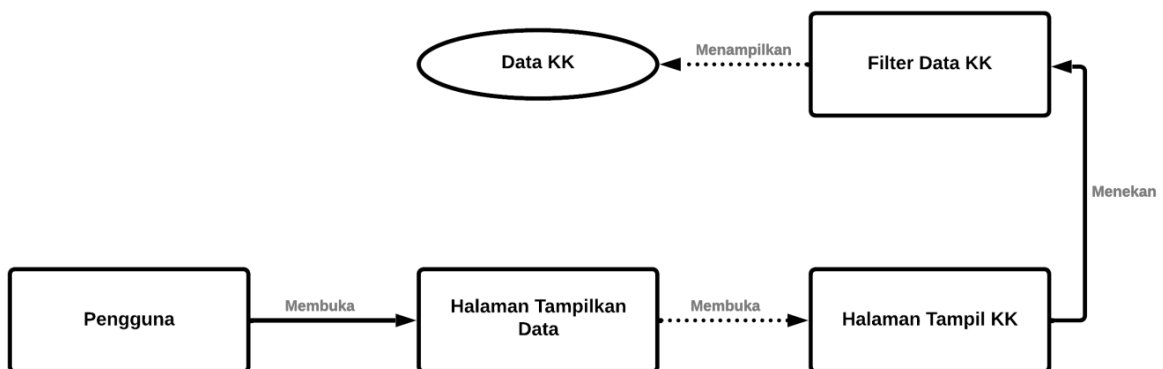 Data KK
Menampilkan
Filter Data KK
Menekan
Pengguna
Membuka
Halaman Tampilkan
Data
Membuka
Halaman Tampil KK